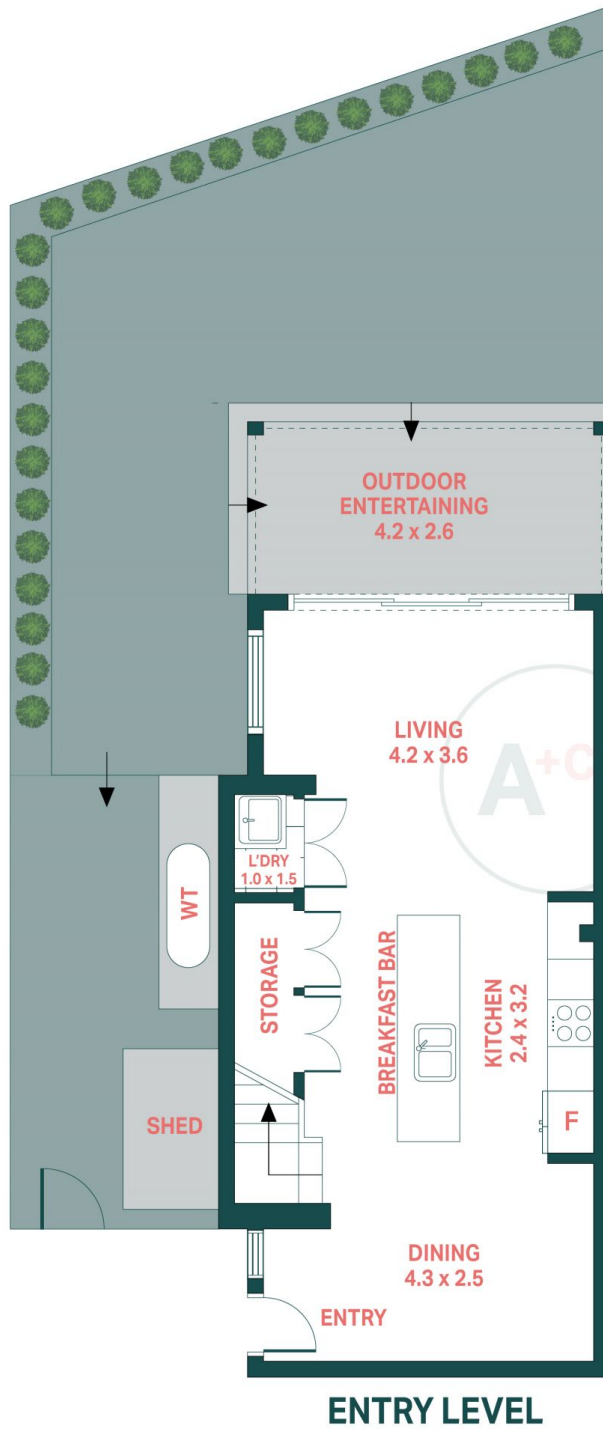 OUTDOOR
ENTERTAINING
4.2 x 2.6
LIVING
4.2 x 3.6
A+C
L'DRY
1.0 x 1.5
WT
STORAGE
BREAKFAST BAR
KITCHEN
2.4 x 3.2
F
SHED
DINING
4.3 x 2.5
ENTRY
ENTRY LEVEL